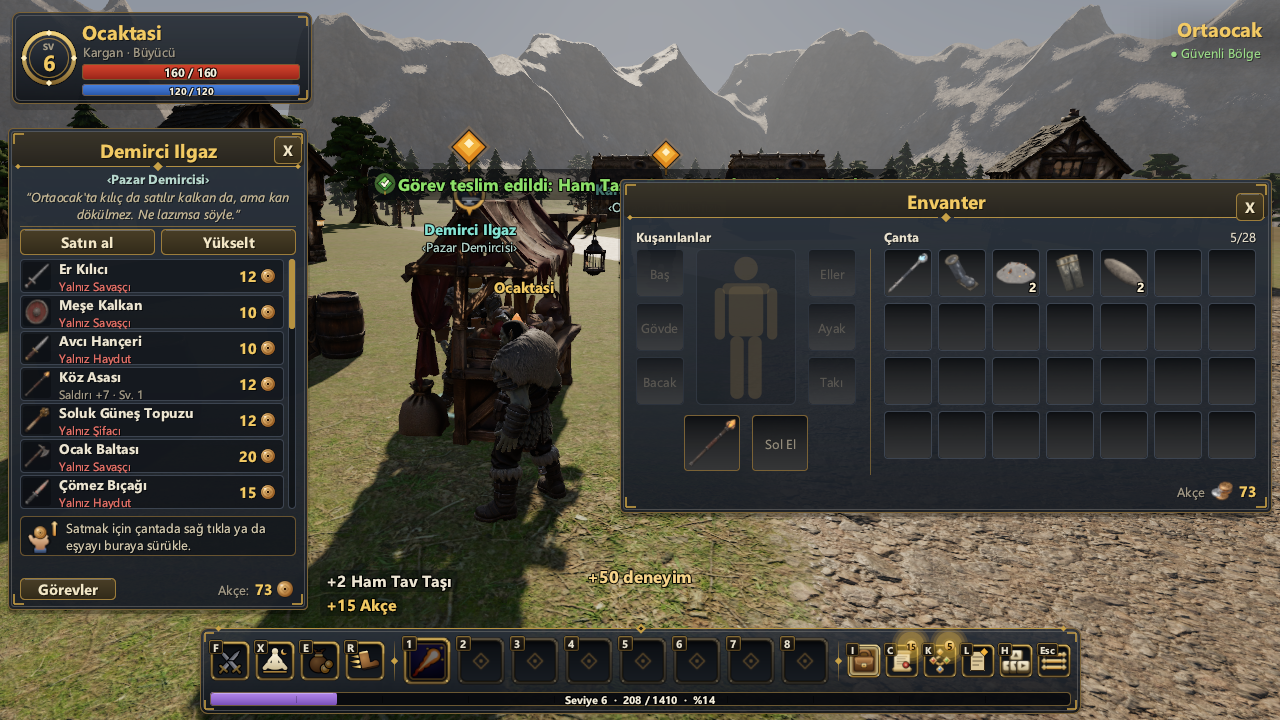 SV
6
Ocaktasi
Kargan · Büyücü
160 / 160
120 / 120
Ortaocak
Güvenli Bölge
Demirci Ilgaz
X
‹Pazar Demircisi›
“Ortaocak'ta kılıç da satılır kalkan da, ama kan
dökülmez. Ne lazımsa söyle.”
Satın al
Yükselt
Er Kılıcı
12
Yalnız Savaşçı
Meşe Kalkan
10
Yalnız Savaşçı
Avcı Hançeri
10
Yalnız Haydut
Köz Asası
12
Saldırı +7 · Sv. 1
Soluk Güneş Topuzu
12
Yalnız Şifacı
Ocak Baltası
20
Yalnız Savaşçı
Çömez Bıçağı
15
Yalnız Haydut
Satmak için çantada sağ tıkla ya da
eşyayı buraya sürükle.
Görevler
Akçe: 73
Görev teslim edildi: Ham Ta
Demirci Ilgaz
‹Pazar Demircisi›
Ocaktasi
Envanter
X
Kuşanılanlar
Baş
Eller
Gövde
Ayak
Bacak
Takı
Sol El
Çanta
5/28
2
2
Akçe 73
+2 Ham Tav Taşı
+15 Akçe
+50 deneyim
F
X
E
R
1
2
3
4
5
6
7
8
I
C
15
K
5
L
H
Esc
Seviye 6 · 208 / 1410 · %14